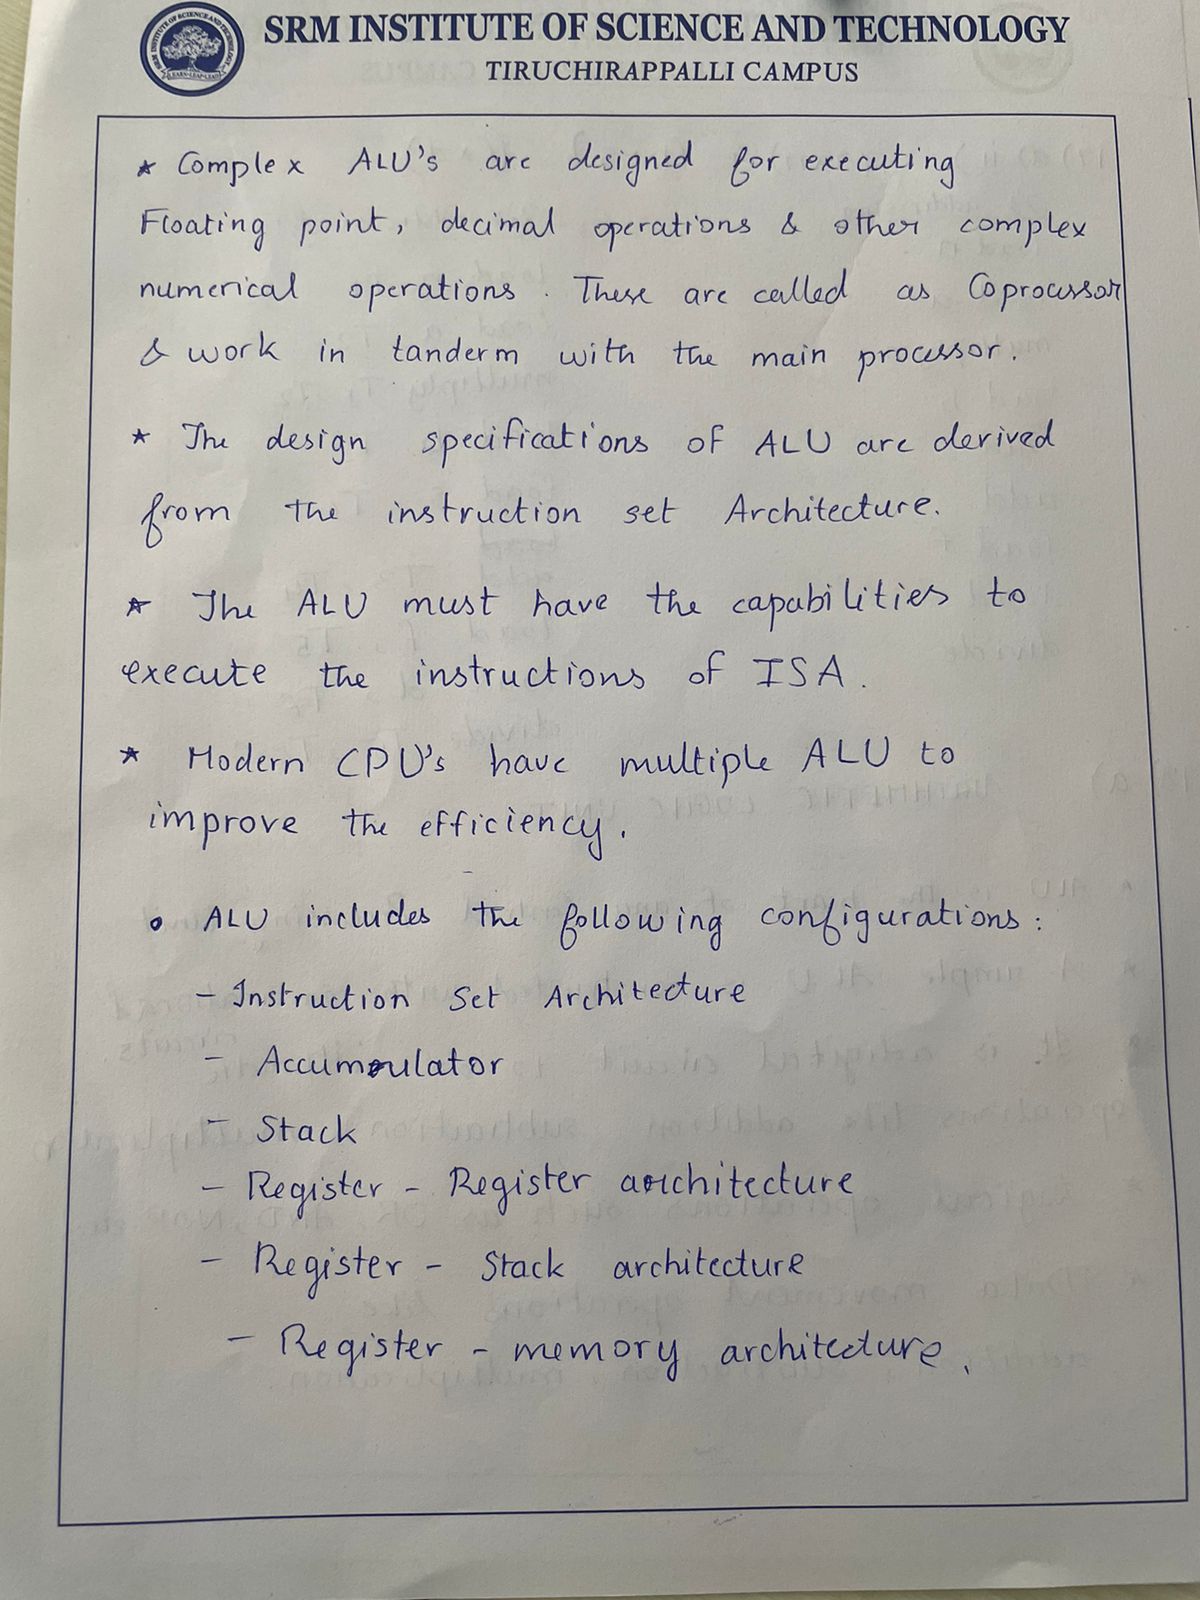 SRM INSTITUTE OF SCIENCE AND TECHNOLOGY
TIRUCHIRAPPALLI CAMPUS
* Complex ALU's are designed for executing
Floating point, decimal operations & other complex
numerical operations. These are called as Coprocessor
& work in tanderm with the main processor.
* The design specifications of ALU are derived
from the instruction set Architecture.
* The ALU must have the capabilities to
execute the instructions of ISA.
* Modern CPU's have multiple ALU to
improve the efficiency.
• ALU includes the following configurations:
- Instruction Set Architecture
- Accumulator
- Stack
- Register - Register architecture
- Register - Stack architecture
- Register - memory architecture.